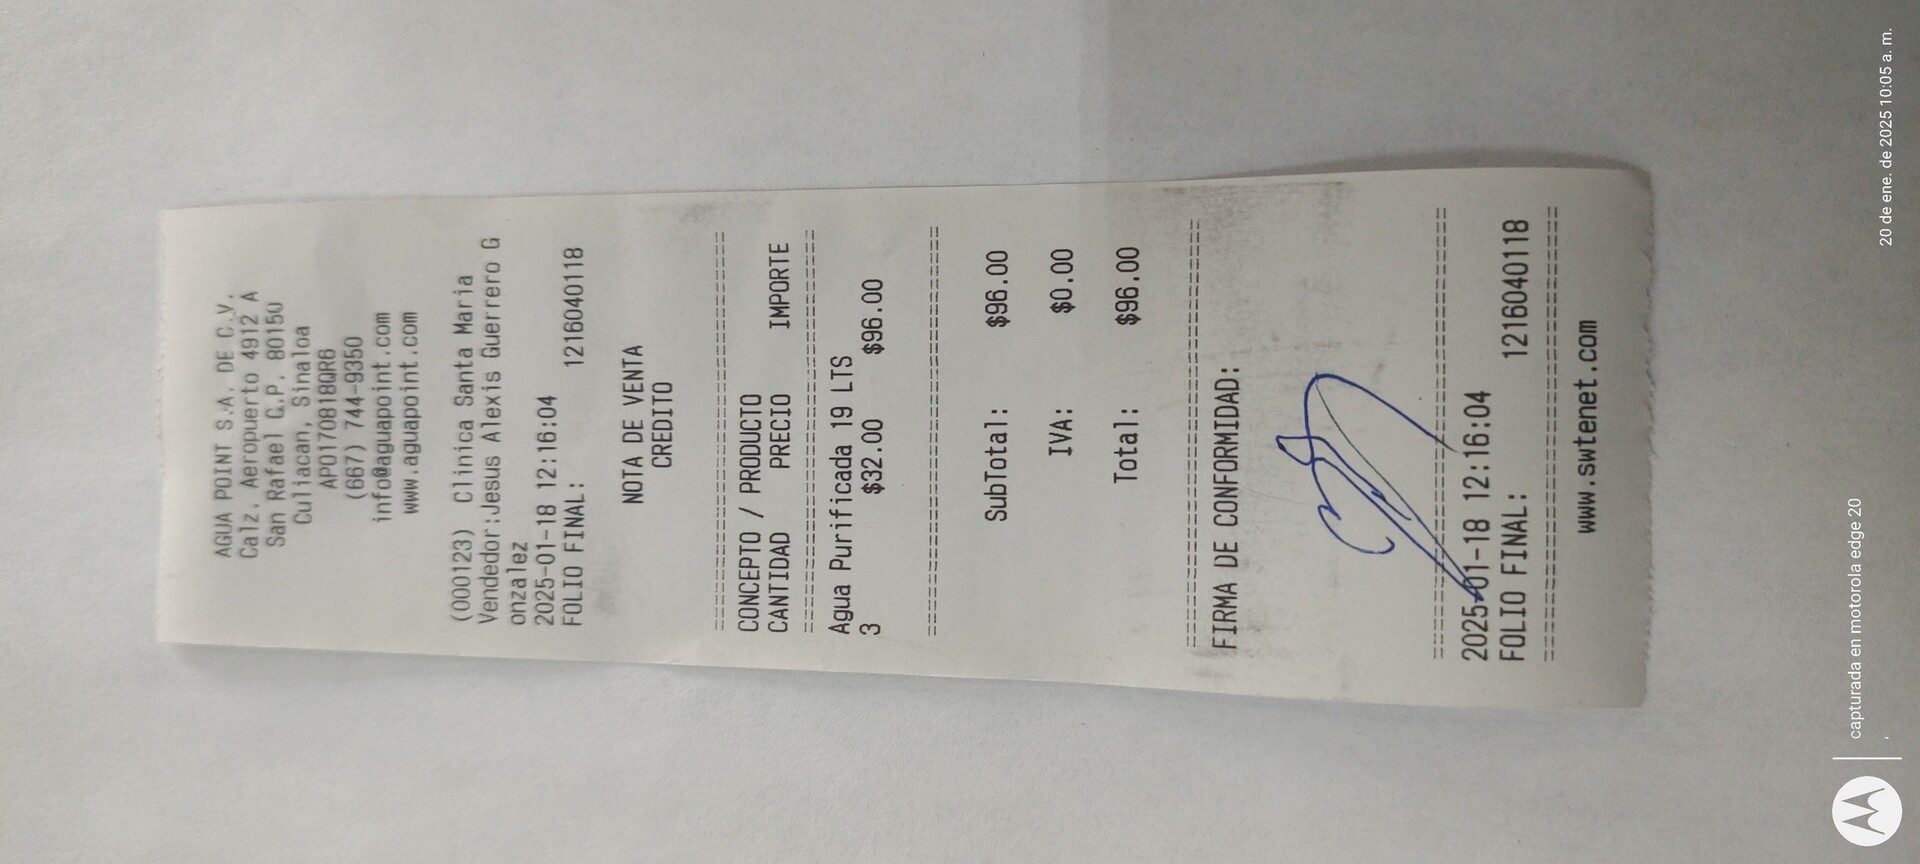 AGUA POINT S.A. DE C.V.
Calz. Aeropuerto 4912 A
San Rafael C.P. 80150
Culiacan, Sinaloa
APO170818QR6
(667) 744-9350
info@aguapoint.com
www.aguapoint.com
(000123) Clinica Santa Maria
Vendedor:Jesus Alexis Guerrero G
onzalez
2025-01-18 12:16:04
FOLIO FINAL: 1216040118
NOTA DE VENTA
CREDITO
CONCEPTO / PRODUCTO
CANTIDAD PRECIO IMPORTE
Agua Purificada 19 LTS
3 $32.00 $96.00
SubTotal: $96.00
IVA: $0.00
Total: $96.00
FIRMA DE CONFORMIDAD:
2025-01-18 12:16:04
FOLIO FINAL: 1216040118
www.swtenet.com
capturada en motorola edge 20
,
20 de ene. de 2025 10:05 a. m.